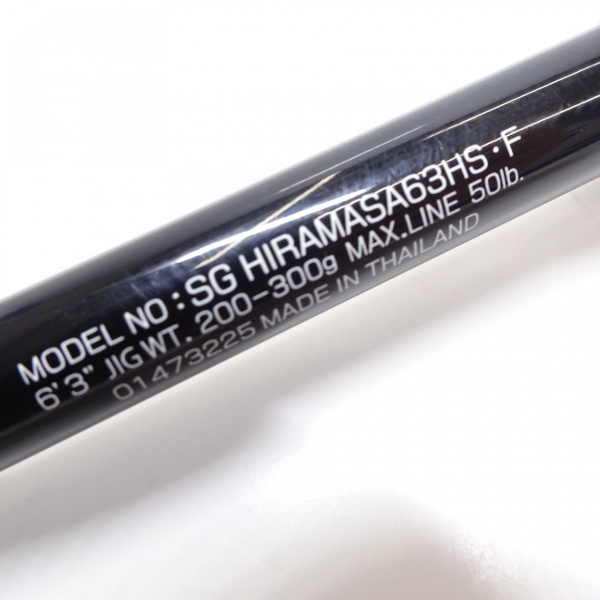 MODEL NO : SG HIRAMASA63HS・F
6'3" JIG WT. 200-300g MAX.LINE 50lb.
01473225 MADE IN THAILAND